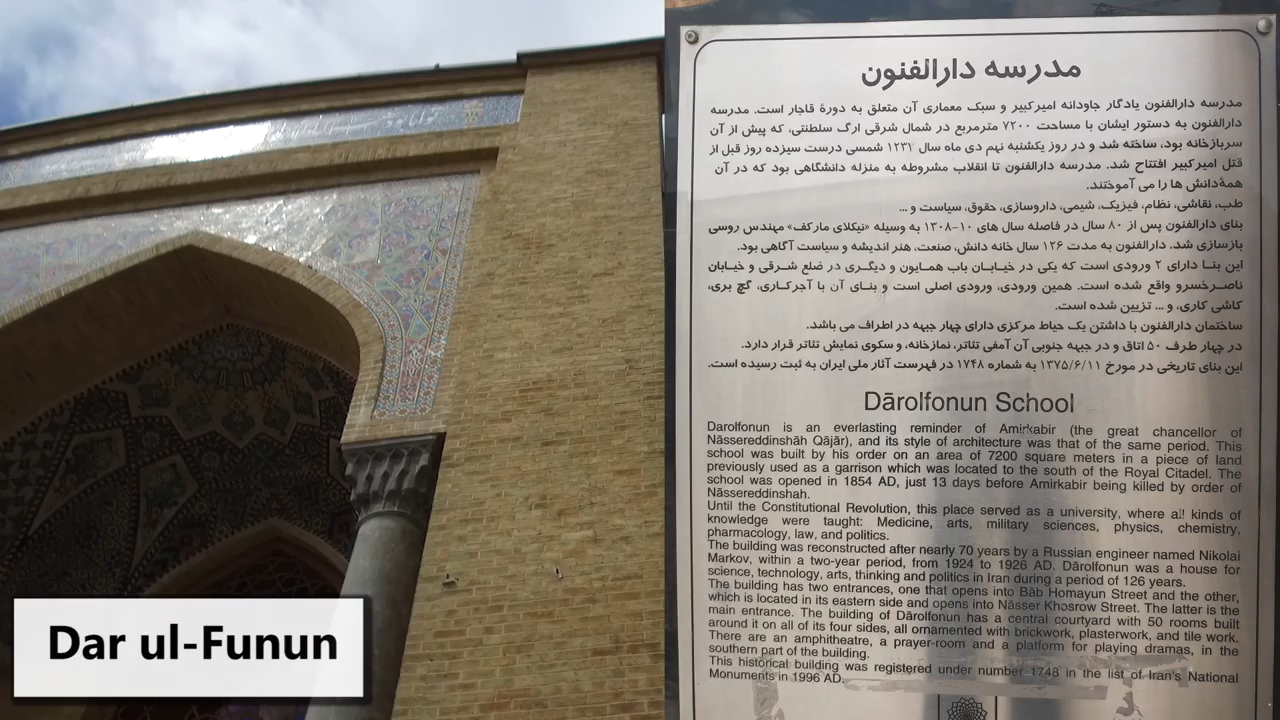 Dar ul-Funun
مدرسه دارالفنون
مدرسه دارالفنون یادگار جاودانه امیرکبیر و سبک معماری آن متعلق به دورهٔ قاجار است. مدرسه
دارالفنون به دستور ایشان با مساحت ۷۲۰۰ مترمربع در شمال شرقی ارگ سلطنتی، که پیش از آن
سربازخانه بود، ساخته شد و در روز یکشنبه نهم دی ماه سال ۱۲۳۱ شمسی درست سیزده روز قبل از
قتل امیرکبیر افتتاح شد. مدرسه دارالفنون تا انقلاب مشروطه به منزله دانشگاهی بود که در آن
همهٔدانش ها را می آموختند.
طب، نقاشی، نظام، فیزیک، شیمی، داروسازی، حقوق، سیاست و ...
بنای دارالفنون پس از ۸۰ سال در فاصله سال های ۱۰-۱۳۰۸ به وسیله «نیکلای مارکف» مهندس روسی
بازسازی شد. دارالفنون به مدت ۱۲۶ سال خانه دانش، صنعت، هنر اندیشه و سیاست آگاهی بود.
این بنا دارای ۲ ورودی است که یکی در خیابان باب همایون و دیگری در ضلع شرقی و خیابان
ناصرخسرو واقع شده است. همین ورودی، ورودی اصلی است و بنای آن با آجرکاری، گچ بری،
کاشی کاری، و ... تزیین شده است.
ساختمان دارالفنون با داشتن یک حیاط مرکزی دارای چهار جبهه در اطراف می باشد.
در چهار طرف ۵۰ اتاق و در جبهه جنوبی آن آمفی تئاتر، نمازخانه، و سکوی نمایش تئاتر قرار دارد.
این بنای تاریخی در مورخ ۱۳۷۵/۶/۱۱ به شماره ۱۷۴۸ در فهرست آثار ملی ایران به ثبت رسیده است.
Dārolfonun School
Darolfonun is an everlasting reminder of Amirkabir (the great chancellor of
Nāssereddinshāh Qājār), and its style of architecture was that of the same period. This
school was built by his order on an area of 7200 square meters in a piece of land
previously used as a garrison which was located to the south of the Royal Citadel. The
school was opened in 1854 AD, just 13 days before Amirkabir being killed by order of
Nāssereddinshah.
Until the Constitutional Revolution, this place served as a university, where all kinds of
knowledge were taught: Medicine, arts, military sciences, physics, chemistry,
pharmacology, law, and politics.
The building was reconstructed after nearly 70 years by a Russian engineer named Nikolai
Markov, within a two-year period, from 1924 to 1926 AD. Dārolfonun was a house for
science, technology, arts, thinking and politics in Iran during a period of 126 years.
The building has two entrances, one that opens into Bāb Homayun Street and the other,
which is located in its eastern side and opens into Nāsser Khosrow Street. The latter is the
main entrance. The building of Dārolfonun has a central courtyard with 50 rooms built
around it on all of its four sides, all ornamented with brickwork, plasterwork, and tile work.
There are an amphitheatre, a prayer-room and a platform for playing dramas, in the
southern part of the building.
This historical building was registered under number 1748 in the list of Iran's National
Monuments in 1996 AD.